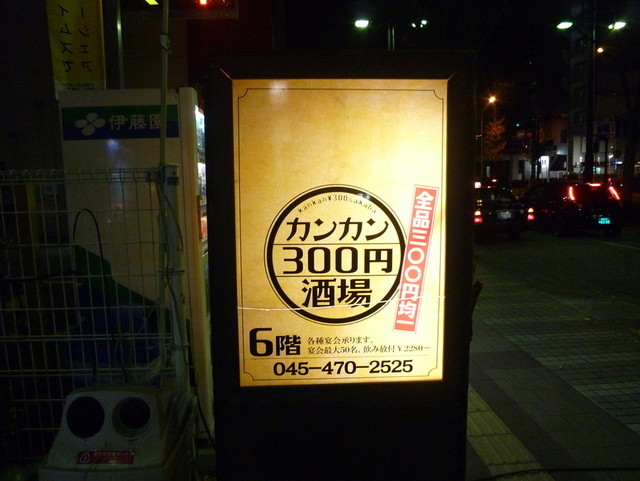 伊藤園
kankan¥300sakaba
カンカン
300円
酒場
全品三〇〇円均一
6階
各種宴会承ります。
宴会最大50名、飲み放付¥2280~
045-470-2525